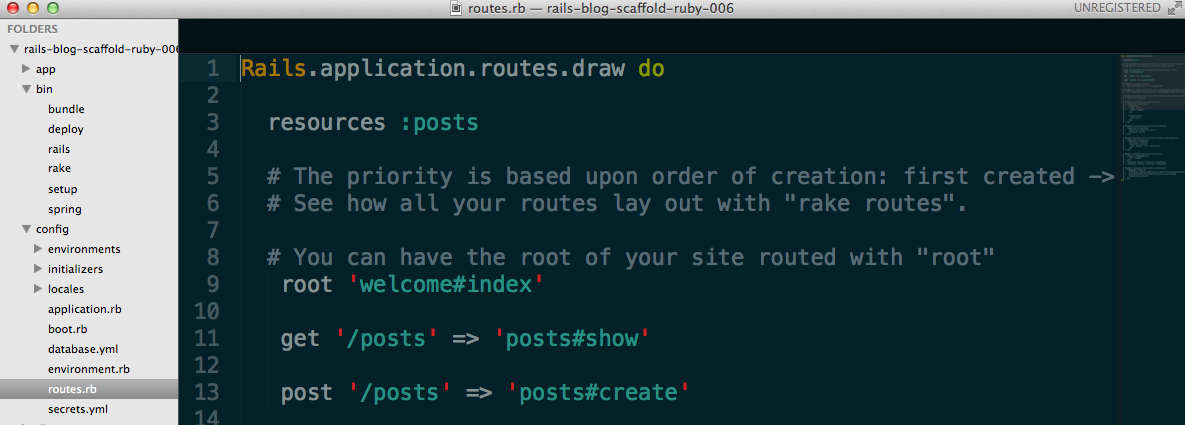 routes.rb — rails-blog-scaffold-ruby-006
UNREGISTERED
FOLDERS
rails-blog-scaffold-ruby-006
app
bin
bundle
deploy
rails
rake
setup
spring
config
environments
initializers
locales
application.rb
boot.rb
database.yml
environment.rb
routes.rb
secrets.yml
1 Rails.application.routes.draw do
2
3 resources :posts
4
5 # The priority is based upon order of creation: first created ->
6 # See how all your routes lay out with "rake routes".
7
8 # You can have the root of your site routed with "root"
9 root 'welcome#index'
10
11 get '/posts' => 'posts#show'
12
13 post '/posts' => 'posts#create'
14